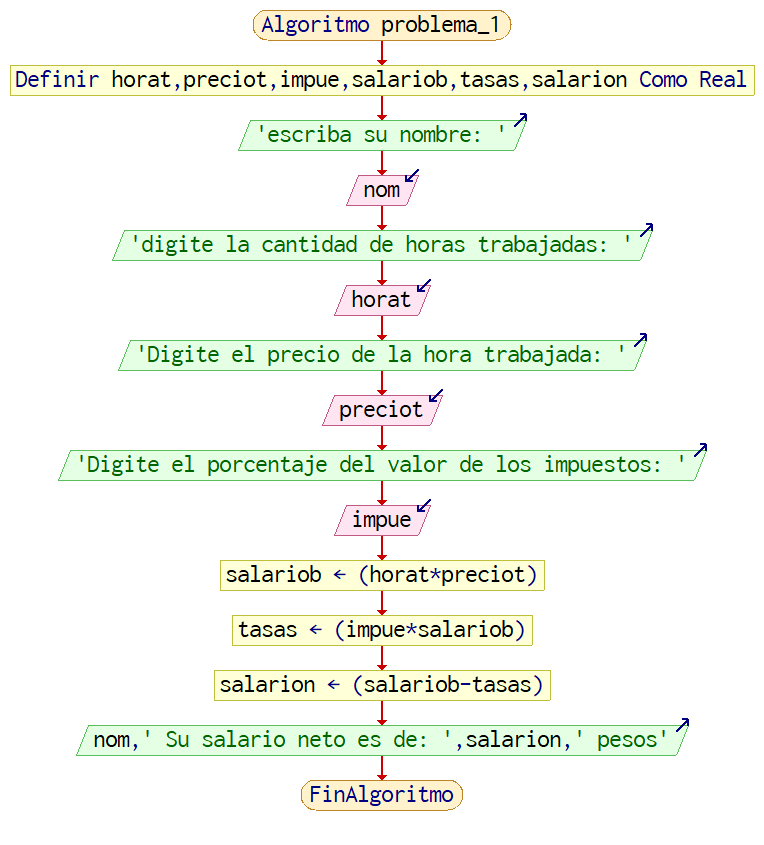 Algoritmo problema_1
Definir horat,preciot,impue,salariob,tasas,salarion Como Real
'escriba su nombre: '
nom
'digite la cantidad de horas trabajadas: '
horat
'Digite el precio de la hora trabajada: '
preciot
'Digite el porcentaje del valor de los impuestos: '
impue
salariob ← (horat*preciot)
tasas ← (impue*salariob)
salarion ← (salariob-tasas)
nom,' Su salario neto es de: ',salarion,' pesos'
FinAlgoritmo